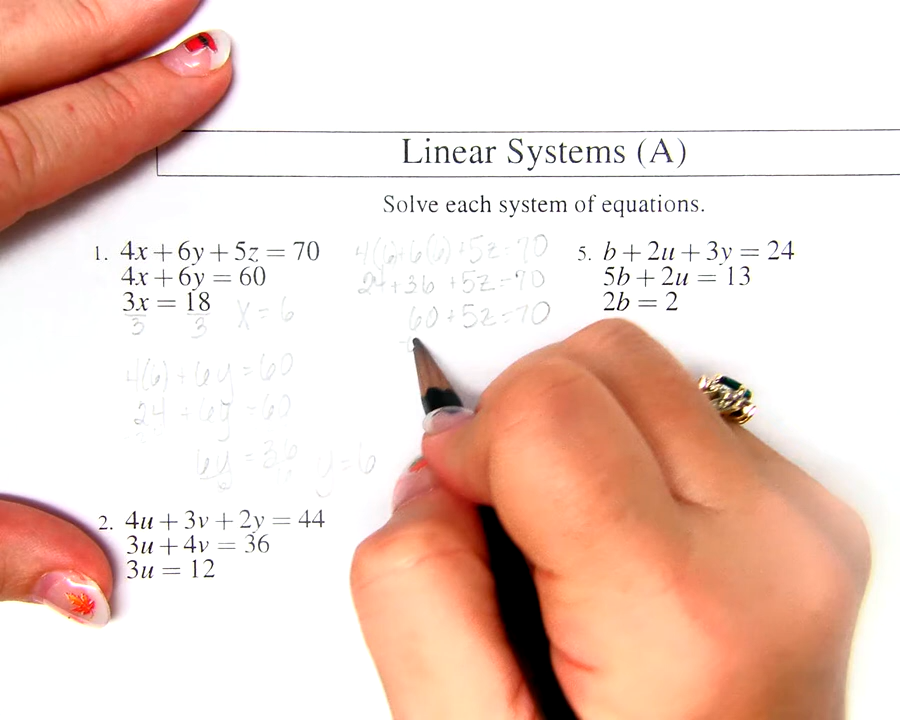 Linear Systems (A)
Solve each system of equations.
1. 4x + 6y + 5z = 70
4x + 6y = 60
3x = 18
3 3
x = 6
4(6) + 6y = 60
24 + 6y = 60
6y = 36 y = 6
4(6)+6(6)+5z=70
24+36 +5z=70
60+5z=70
2. 4u + 3v + 2y = 44
3u + 4v = 36
3u = 12
5. b + 2u + 3y = 24
5b + 2u = 13
2b = 2